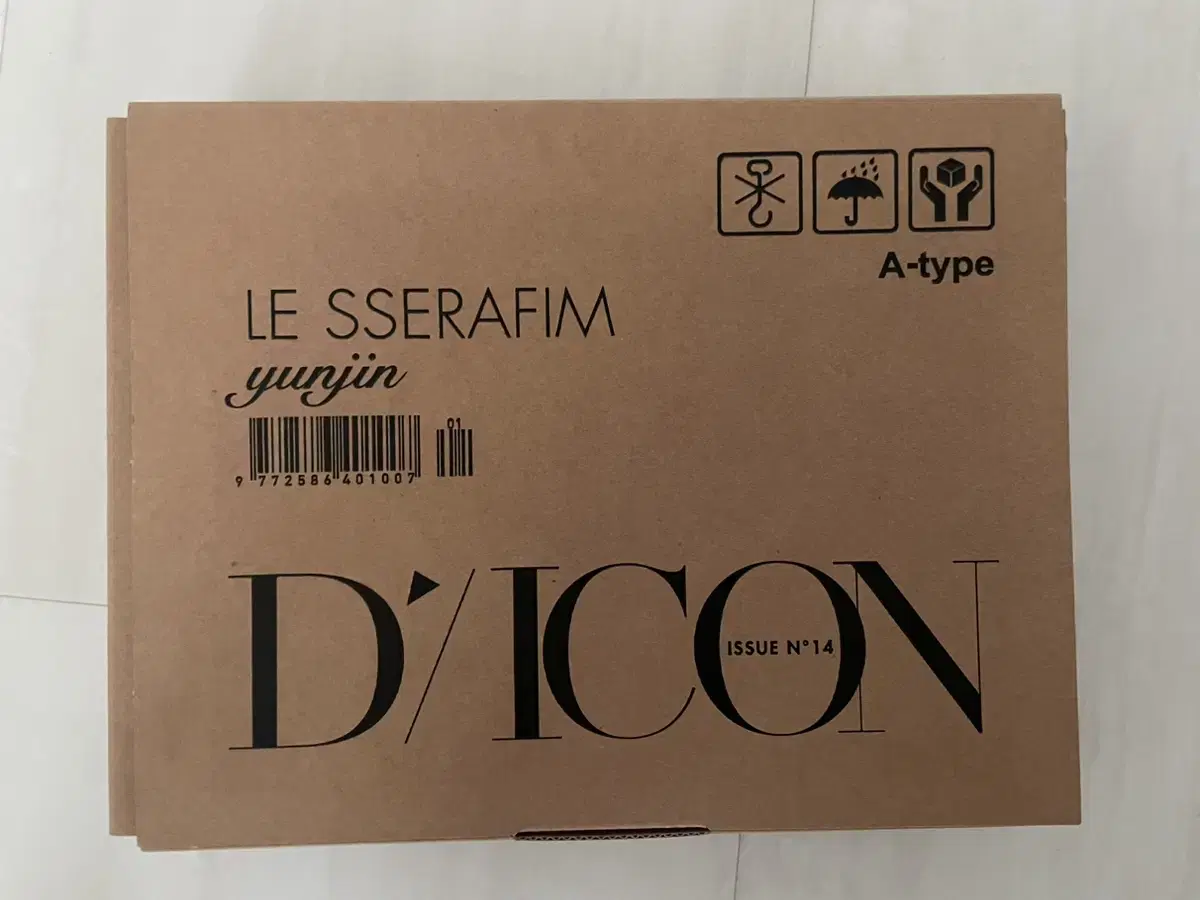 A-type
LE SSERAFIM
yunjin
01
9 772586 401007
D'/ICON
ISSUE N°14